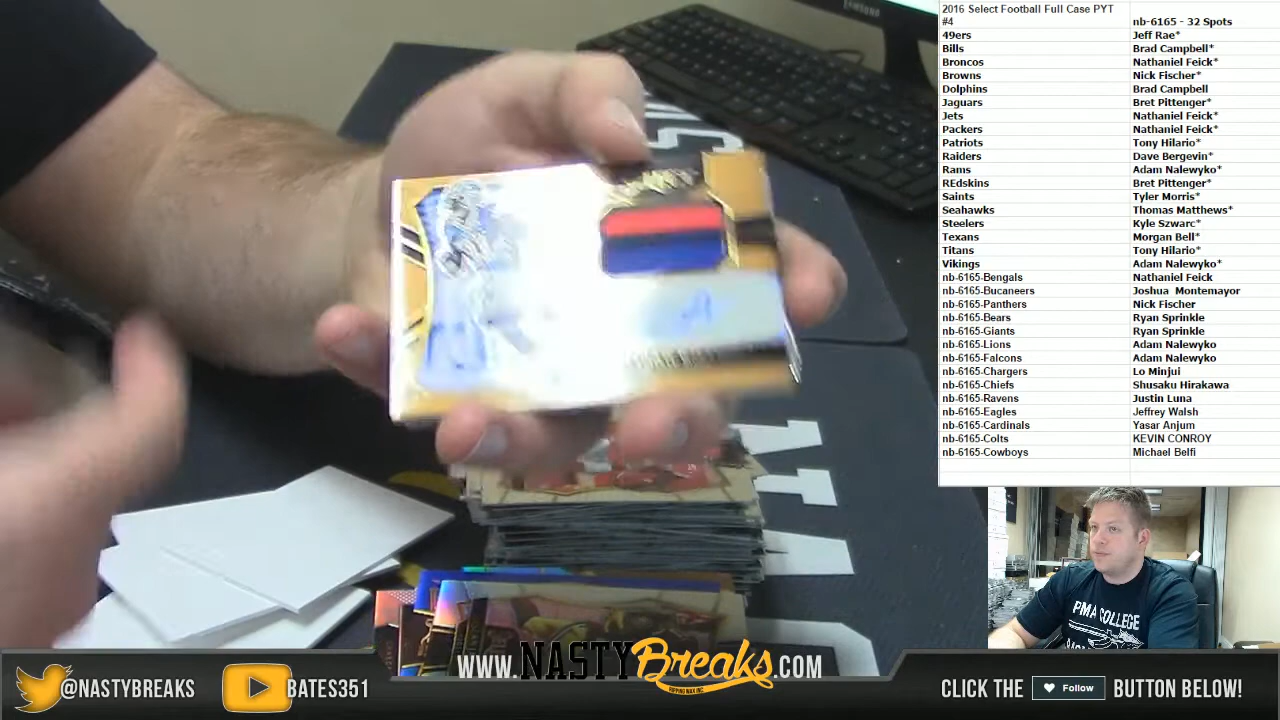 2016 Select Football Full Case PYT
#4 nb-6165 - 32 Spots
49ers Jeff Rae*
Bills Brad Campbell*
Broncos Nathaniel Feick*
Browns Nick Fischer*
Dolphins Brad Campbell
Jaguars Bret Pittenger*
Jets Nathaniel Feick*
Packers Nathaniel Feick*
Patriots Tony Hilario*
Raiders Dave Bergevin*
Rams Adam Nalewyko*
REdskins Bret Pittenger*
Saints Tyler Morris*
Seahawks Thomas Matthews*
Steelers Kyle Szwarc*
Texans Morgan Bell*
Titans Tony Hilario*
Vikings Adam Nalewyko*
nb-6165-Bengals Nathaniel Feick
nb-6165-Bucaneers Joshua Montemayor
nb-6165-Panthers Nick Fischer
nb-6165-Bears Ryan Sprinkle
nb-6165-Giants Ryan Sprinkle
nb-6165-Lions Adam Nalewyko
nb-6165-Falcons Adam Nalewyko
nb-6165-Chargers Lo Minjui
nb-6165-Chiefs Shusaku Hirakawa
nb-6165-Ravens Justin Luna
nb-6165-Eagles Jeffrey Walsh
nb-6165-Cardinals Yasar Anjum
nb-6165-Colts KEVIN CONROY
nb-6165-Cowboys Michael Belfi
SAMSUNG
PMA COLLEGE
@NASTYBREAKS
BATES351
WWW.NASTYBreaks.COM
RIPPING WAX INC
CLICK THE Follow BUTTON BELOW!